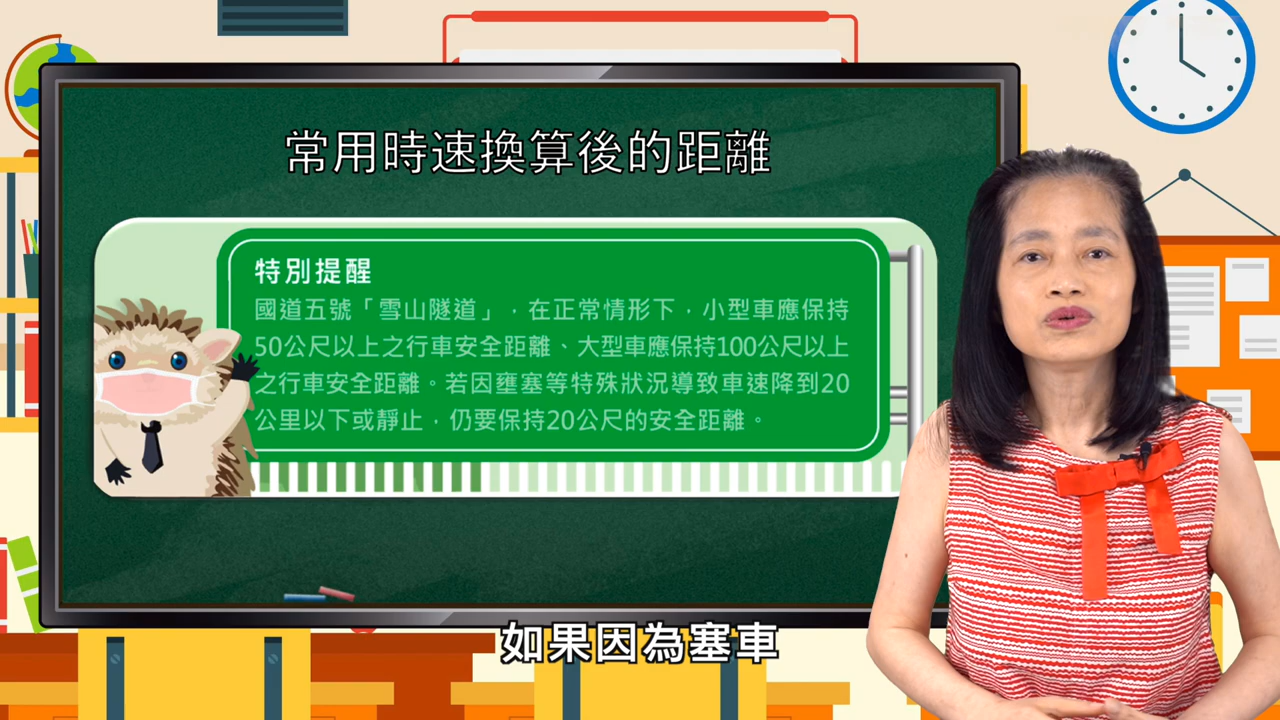 常用時速換算後的距離
特別提醒
國道五號「雪山隧道」，在正常情形下，小型車應保持
50公尺以上之行車安全距離、大型車應保持100公尺以上
之行車安全距離。若因壅塞等特殊狀況導致車速降到20
公里以下或靜止，仍要保持20公尺的安全距離。
如果因為塞車